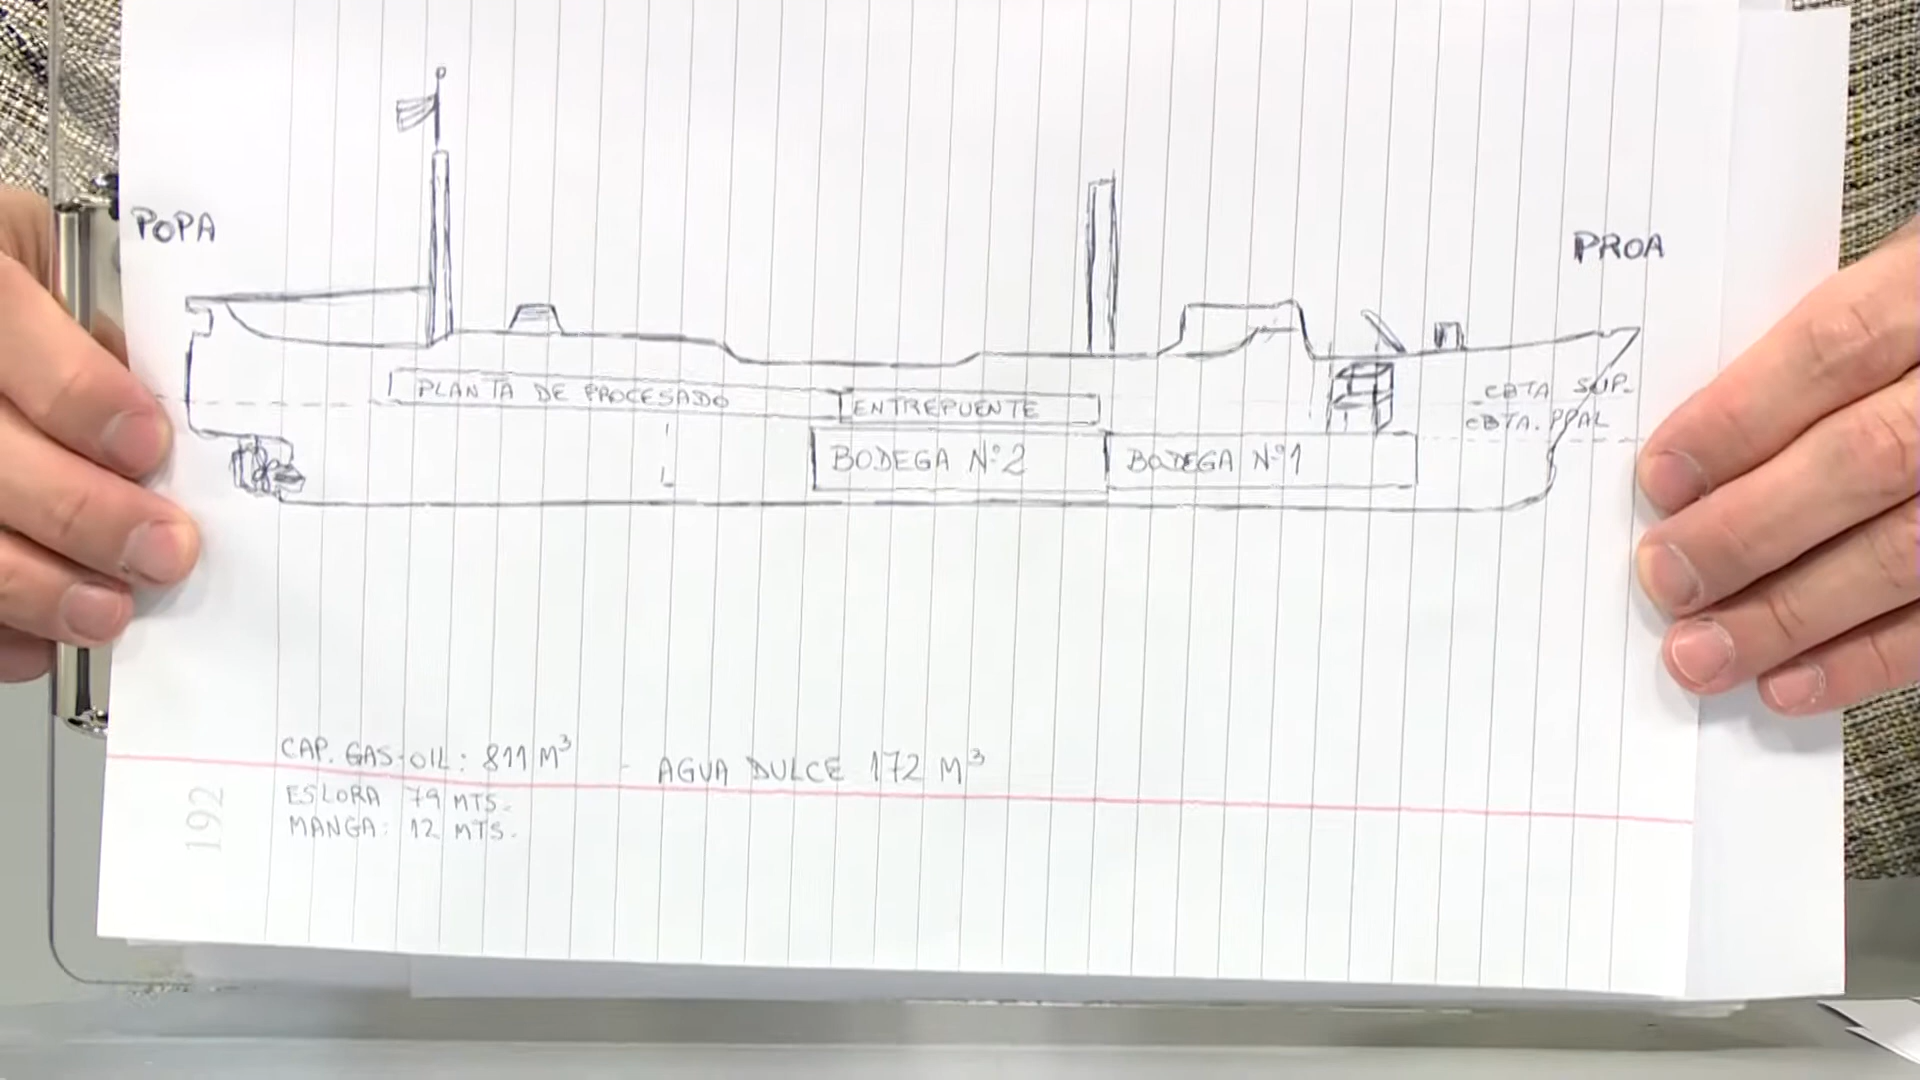 POPA
PROA
PLANTA DE PROCESADO
ENTREPUENTE
CBTA SUP.
CBTA. PPAL
BODEGA Nº2
BODEGA Nº1
CAP. GAS-OIL: 811 M³ - AGUA DULCE 172 M³
ESLORA 79 MTS.
MANGA: 12 MTS.
192